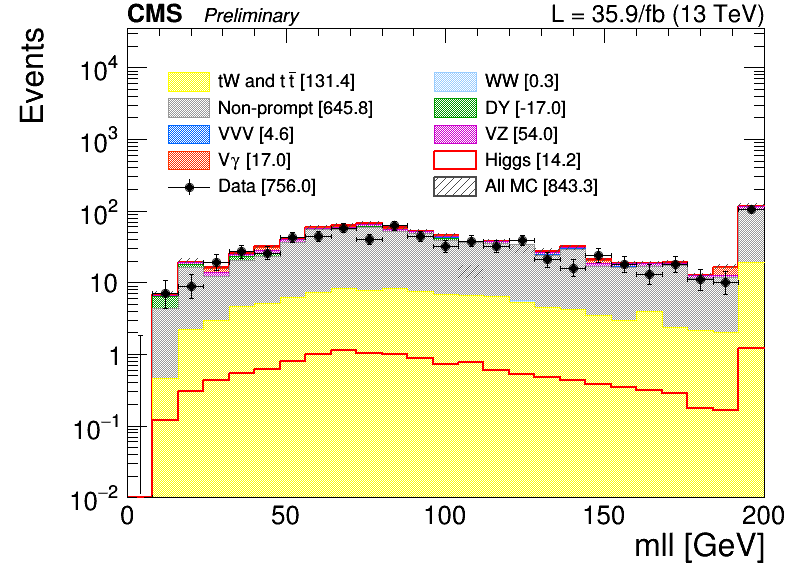 CMS Preliminary L = 35.9/fb (13 TeV)
Events
10⁴
10³
10²
10
1
10⁻¹
10⁻²
tW and tt̄ [131.4] WW [0.3]
Non-prompt [645.8] DY [-17.0]
VVV [4.6] VZ [54.0]
Vγ [17.0] Higgs [14.2]
Data [756.0] All MC [843.3]
0 50 100 150 200
mll [GeV]